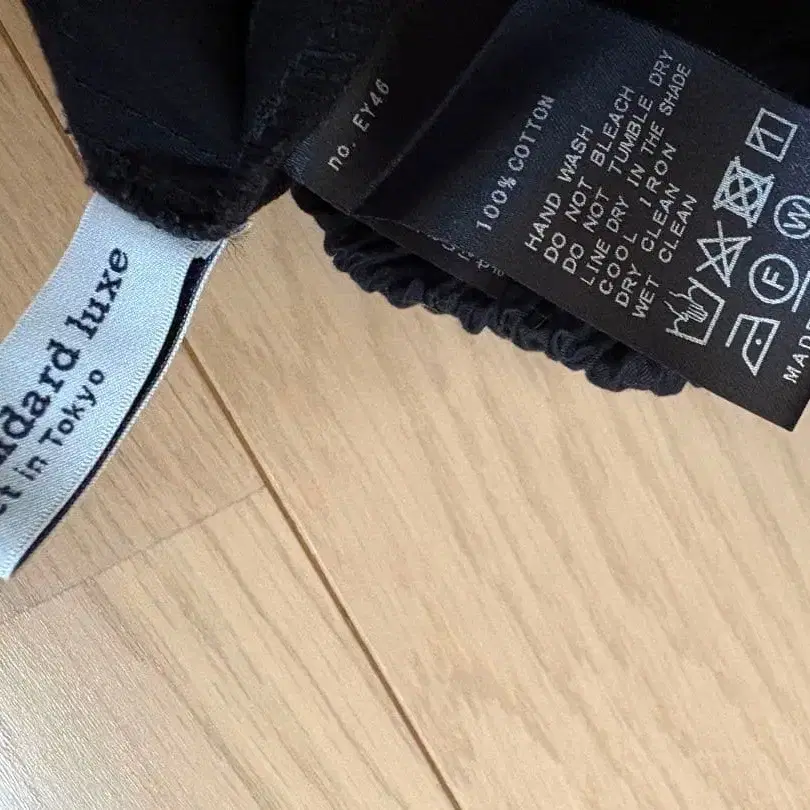 no. EY46
100% COTTON
HAND WASH
DO NOT BLEACH
DO NOT TUMBLE DRY
LINE DRY IN THE SHADE
COOL IRON
DRY CLEAN
WET CLEAN
W
F
MAD
ndard luxe
t in Tokyo